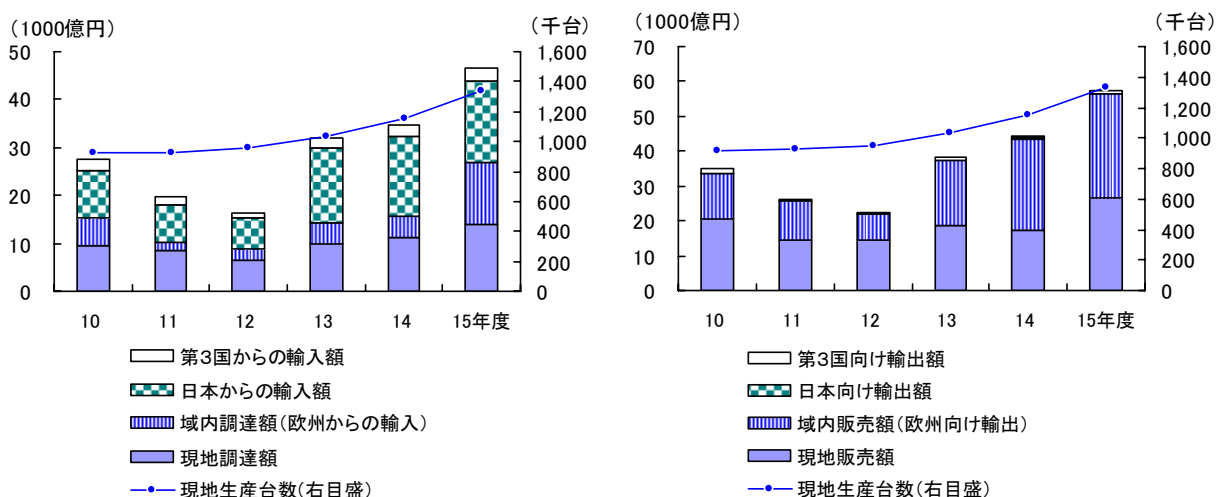 （1000億円）
（千台）
50
40
30
20
10
0
1,600
1,400
1,200
1,000
800
600
400
200
0
10 11 12 13 14 15年度
第３国からの輸入額
日本からの輸入額
域内調達額（欧州からの輸入）
現地調達額
現地生産台数（右目盛）
（1000億円）
（千台）
70
60
50
40
30
20
10
0
1,600
1,400
1,200
1,000
800
600
400
200
0
10 11 12 13 14 15年度
第３国向け輸出額
日本向け輸出額
域内販売額（欧州向け輸出）
現地販売額
現地生産台数（右目盛）